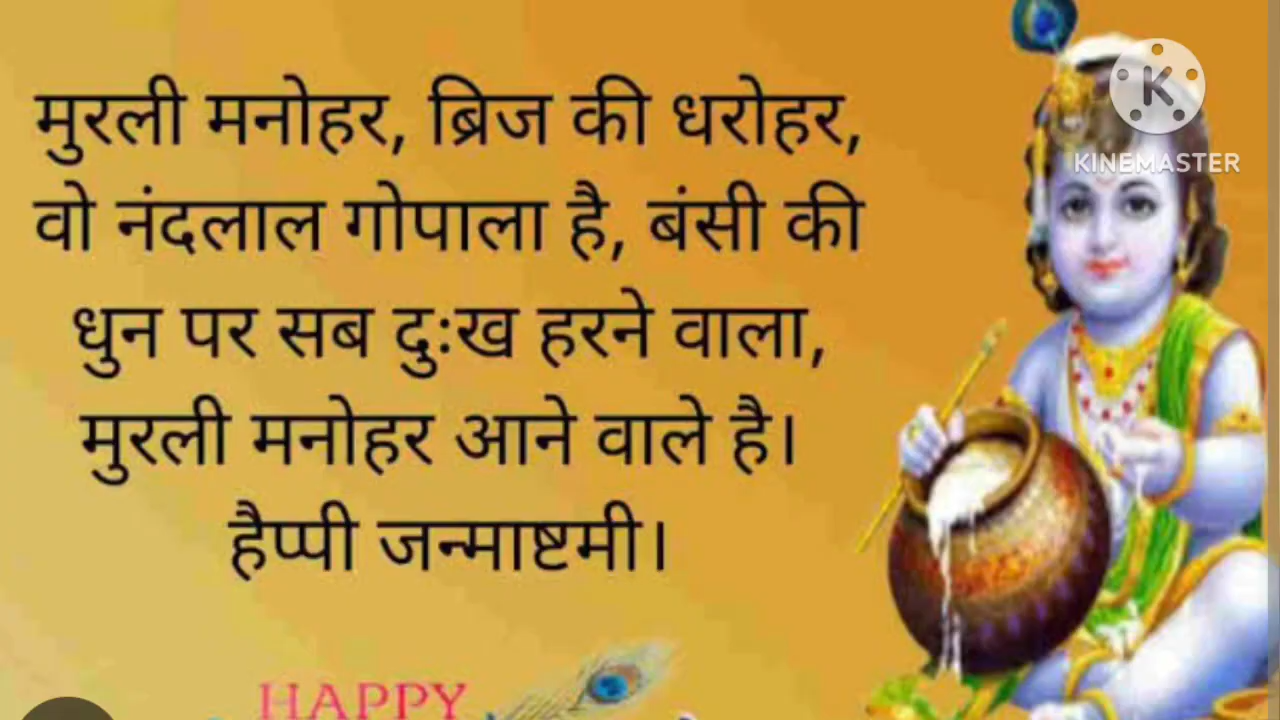 मुरली मनोहर, ब्रिज की धरोहर,
वो नंदलाल गोपाला है, बंसी की
धुन पर सब दुःख हरने वाला,
मुरली मनोहर आने वाले है।
हैप्पी जन्माष्टमी।
HAPPY
K
KINEMASTER